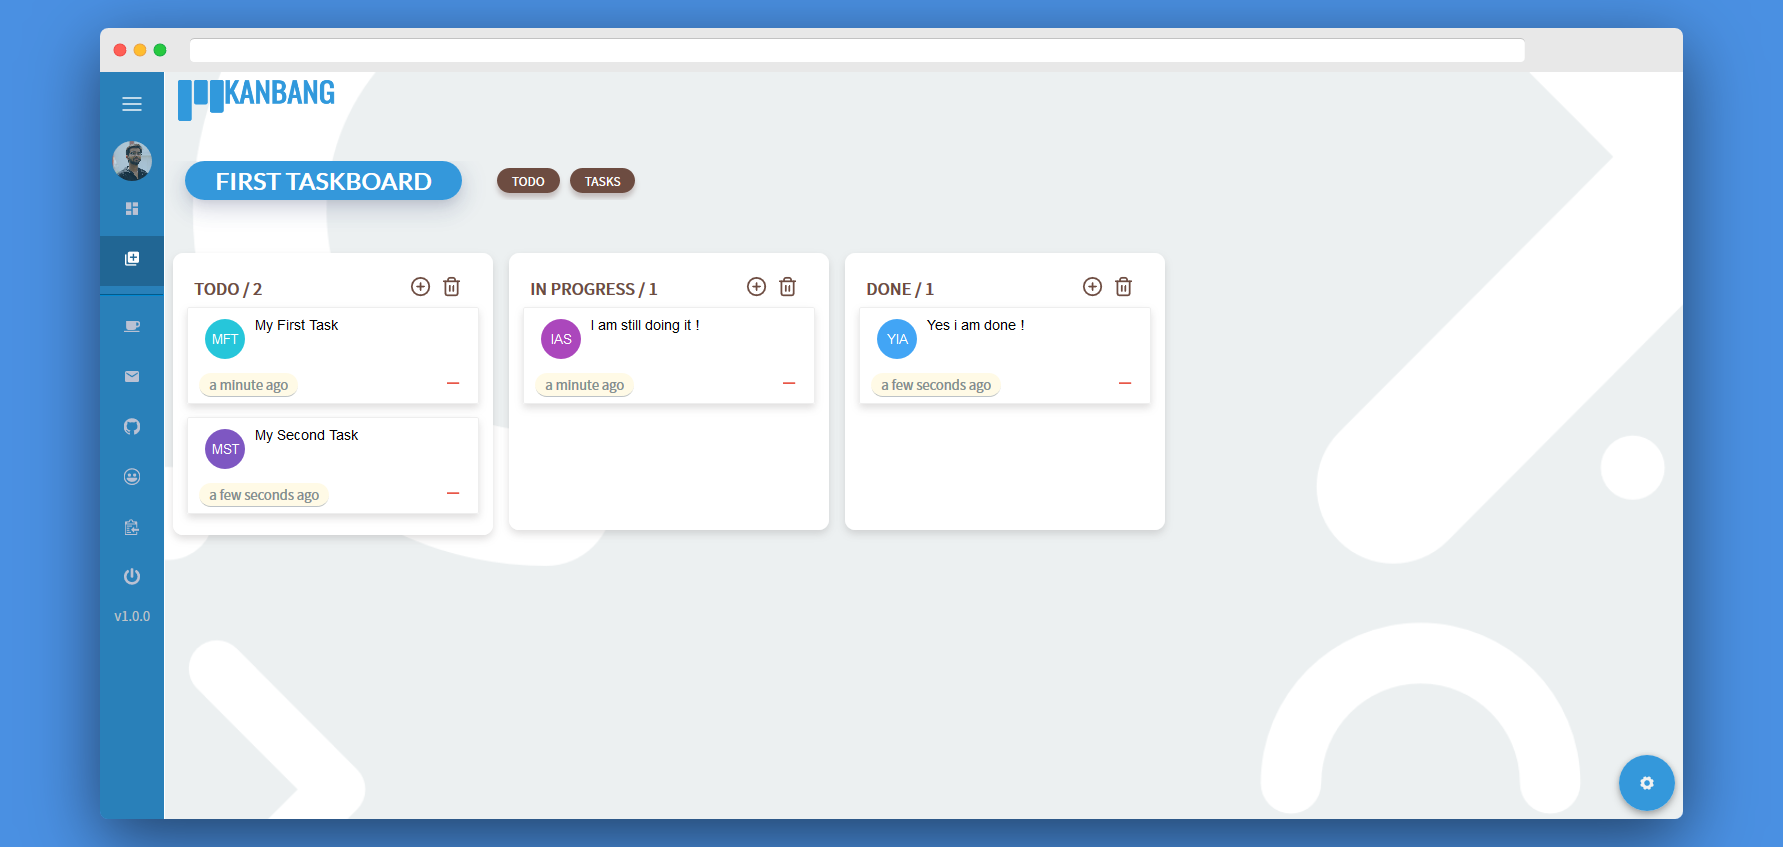 KANBANG
FIRST TASKBOARD
TODO
TASKS
TODO / 2
MFT
My First Task
a minute ago
MST
My Second Task
a few seconds ago
IN PROGRESS / 1
IAS
I am still doing it !
a minute ago
DONE / 1
YIA
Yes i am done !
a few seconds ago
v1.0.0